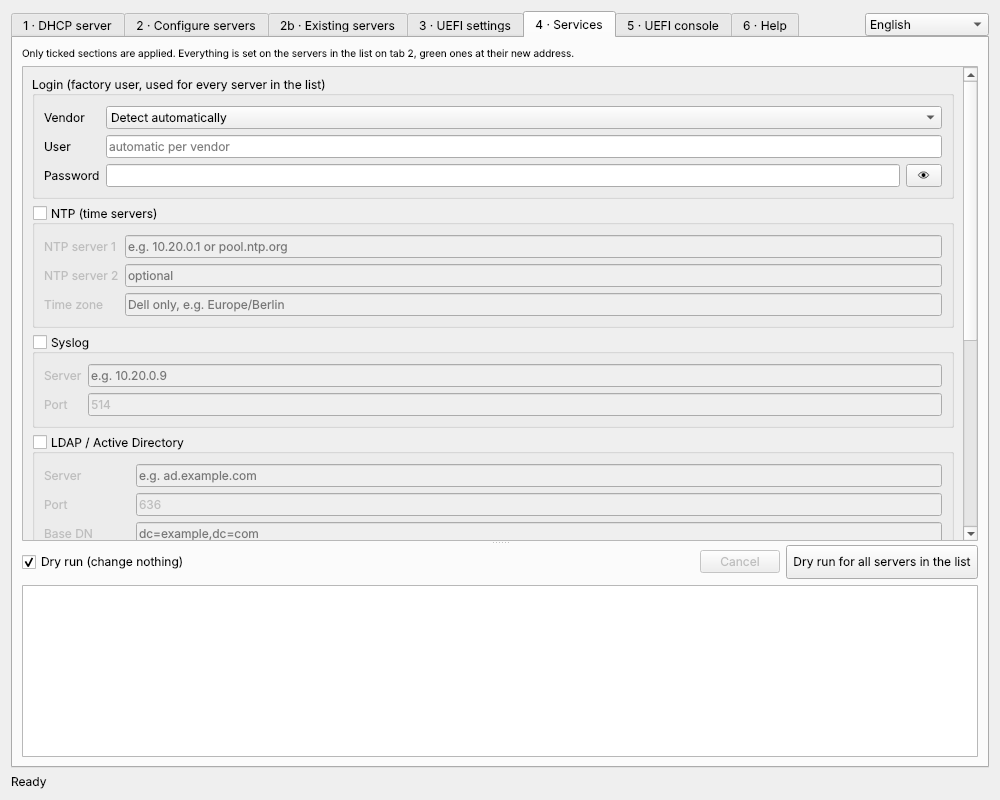 1 · DHCP server
2 · Configure servers
2b · Existing servers
3 · UEFI settings
4 · Services
5 · UEFI console
6 · Help
English
Only ticked sections are applied. Everything is set on the servers in the list on tab 2, green ones at their new address.
Login (factory user, used for every server in the list)
Vendor Detect automatically
User automatic per vendor
Password
NTP (time servers)
NTP server 1 e.g. 10.20.0.1 or pool.ntp.org
NTP server 2 optional
Time zone Dell only, e.g. Europe/Berlin
Syslog
Server e.g. 10.20.0.9
Port 514
LDAP / Active Directory
Server e.g. ad.example.com
Port 636
Base DN dc=example,dc=com
Dry run (change nothing)
Cancel
Dry run for all servers in the list
Ready